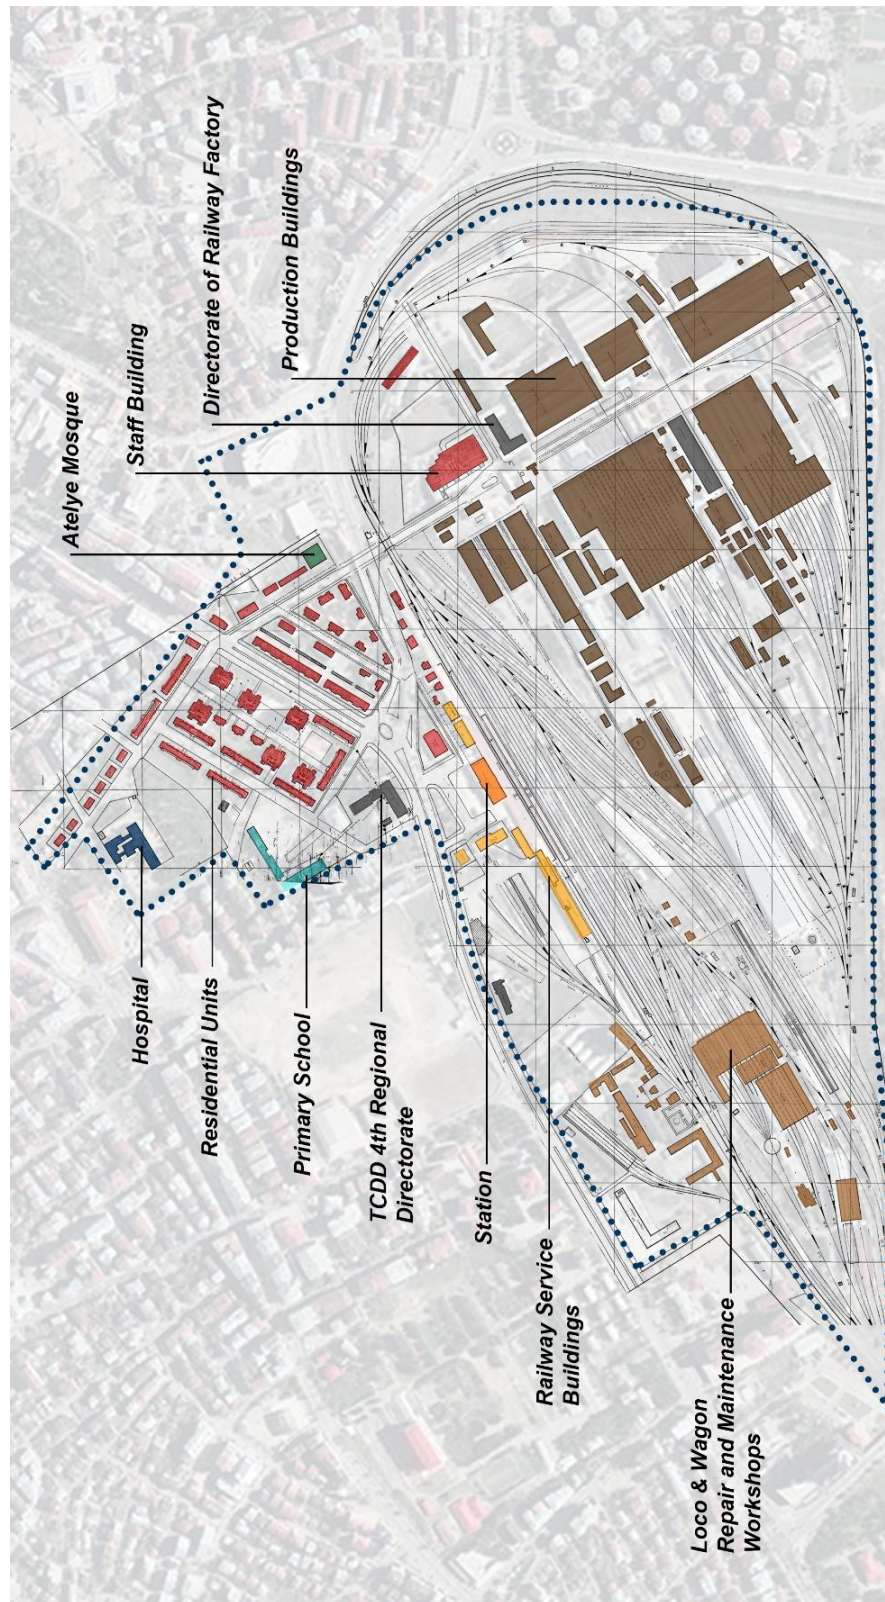 Atelye Mosque
Staff Building
Directorate of Railway Factory
Production Buildings
Hospital
Residential Units
Primary School
TCDD 4th Regional
Directorate
Station
Railway Service
Buildings
Loco & Wagon
Repair and Maintenance
Workshops